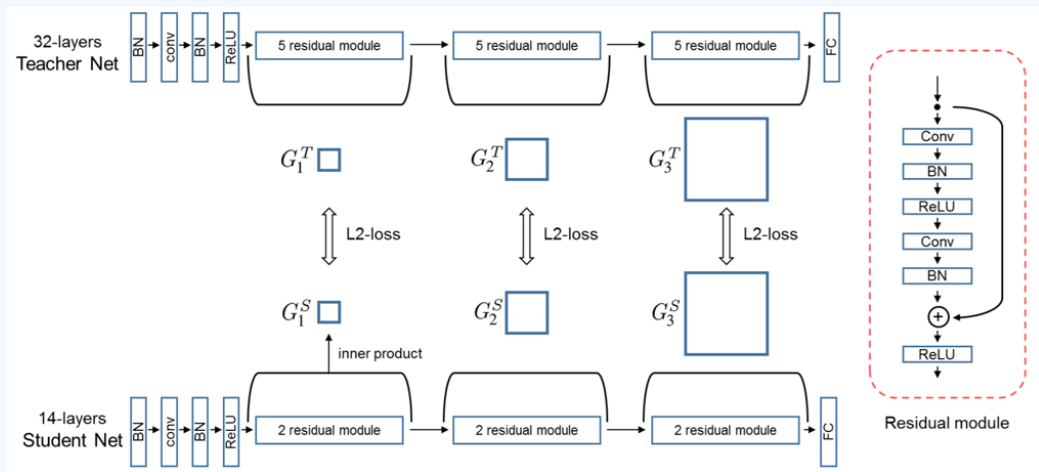 32-layers
Teacher Net
BN
conv
BN
ReLU
5 residual module
5 residual module
5 residual module
FC
G_1^T
G_2^T
G_3^T
L2-loss
L2-loss
L2-loss
G_1^S
G_2^S
G_3^S
inner product
14-layers
Student Net
BN
conv
BN
ReLU
2 residual module
2 residual module
2 residual module
FC
Conv
BN
ReLU
Conv
BN
+
ReLU
Residual module